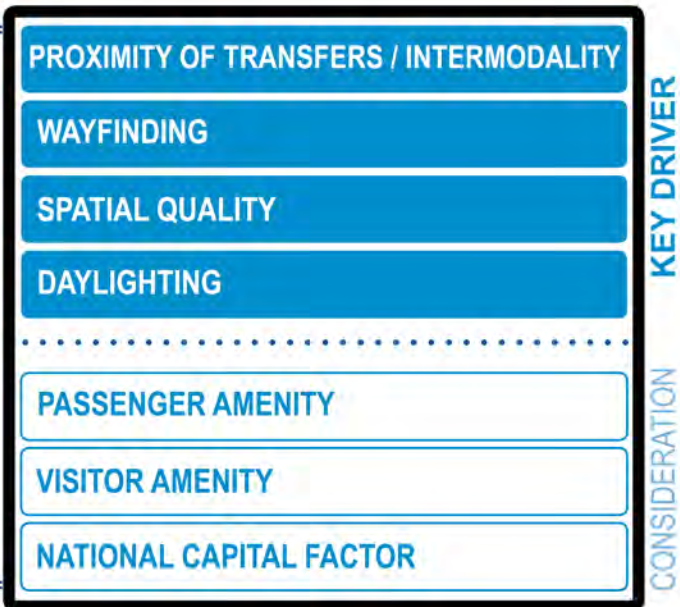 PROXIMITY OF TRANSFERS / INTERMODALITY
WAYFINDING
SPATIAL QUALITY
DAYLIGHTING
KEY DRIVER
PASSENGER AMENITY
VISITOR AMENITY
NATIONAL CAPITAL FACTOR
CONSIDERATION